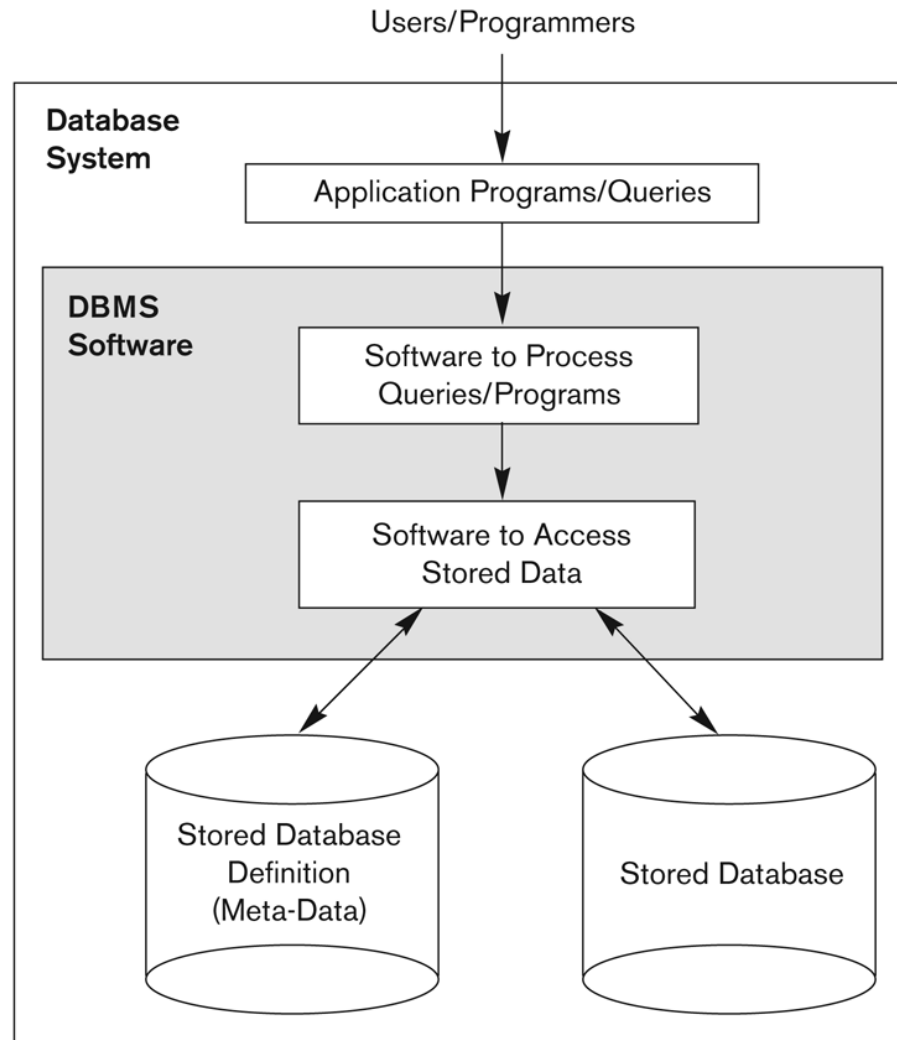 Users/Programmers
Database
System
Application Programs/Queries
DBMS
Software
Software to Process
Queries/Programs
Software to Access
Stored Data
Stored Database
Definition
(Meta-Data)
Stored Database